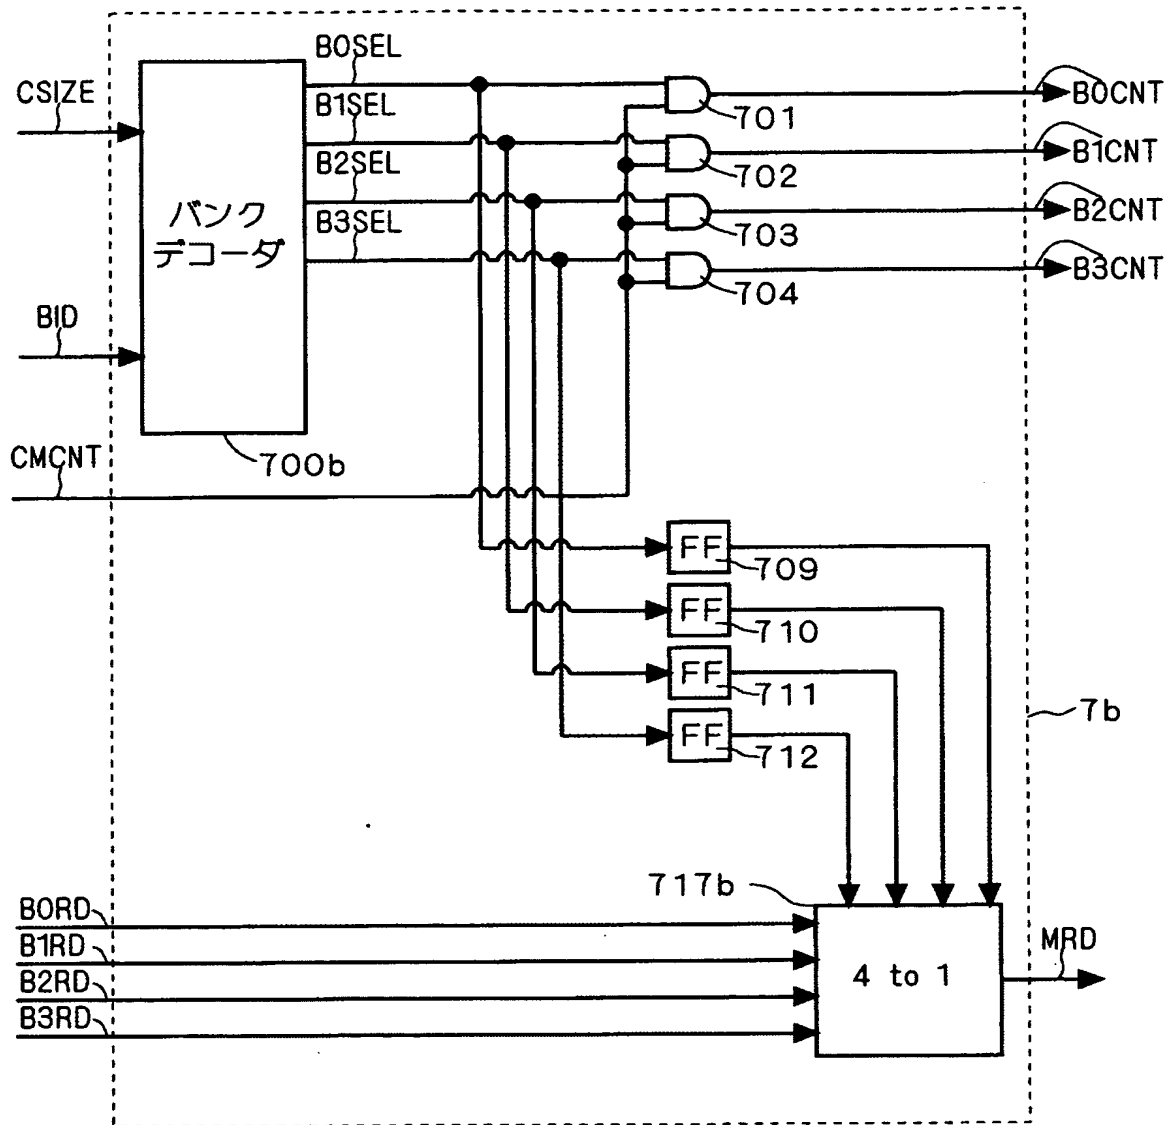 B0SEL
CSIZE
B1SEL
B2SEL
B3SEL
バンク
デコーダ
701
702
703
704
B0CNT
B1CNT
B2CNT
B3CNT
BID
CMCNT
700b
FF
709
FF
710
FF
711
FF
712
7b
717b
B0RD
B1RD
B2RD
B3RD
4 to 1
MRD